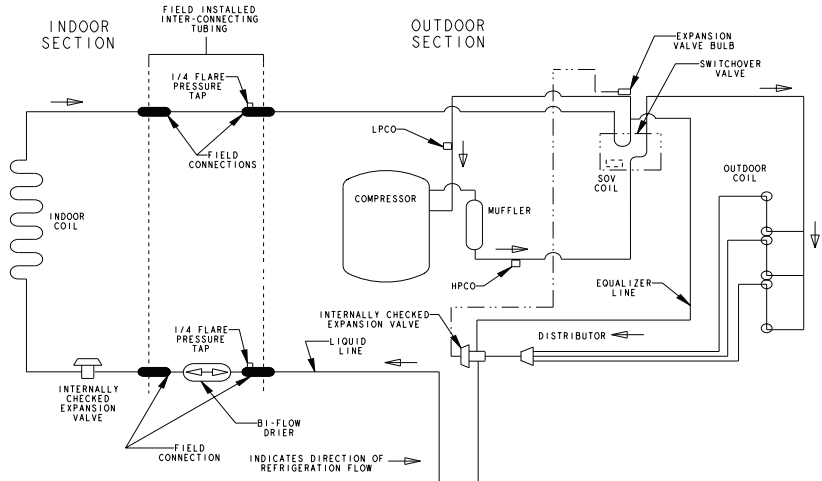 INDOOR
SECTION
FIELD INSTALLED
INTER-CONNECTING
TUBING
OUTDOOR
SECTION
EXPANSION
VALVE BULB
SWITCHOVER
VALVE
1/4 FLARE
PRESSURE
TAP
LPCO
FIELD
CONNECTIONS
SOV
COIL
OUTDOOR
COIL
COMPRESSOR
MUFFLER
INDOOR
COIL
HPCO
EQUALIZER
LINE
INTERNALLY CHECKED
EXPANSION VALVE
1/4 FLARE
PRESSURE
TAP
LIQUID
LINE
DISTRIBUTOR
INTERNALLY
CHECKED
EXPANSION
VALVE
BI-FLOW
DRIER
FIELD
CONNECTION
INDICATES DIRECTION OF
REFRIGERATION FLOW